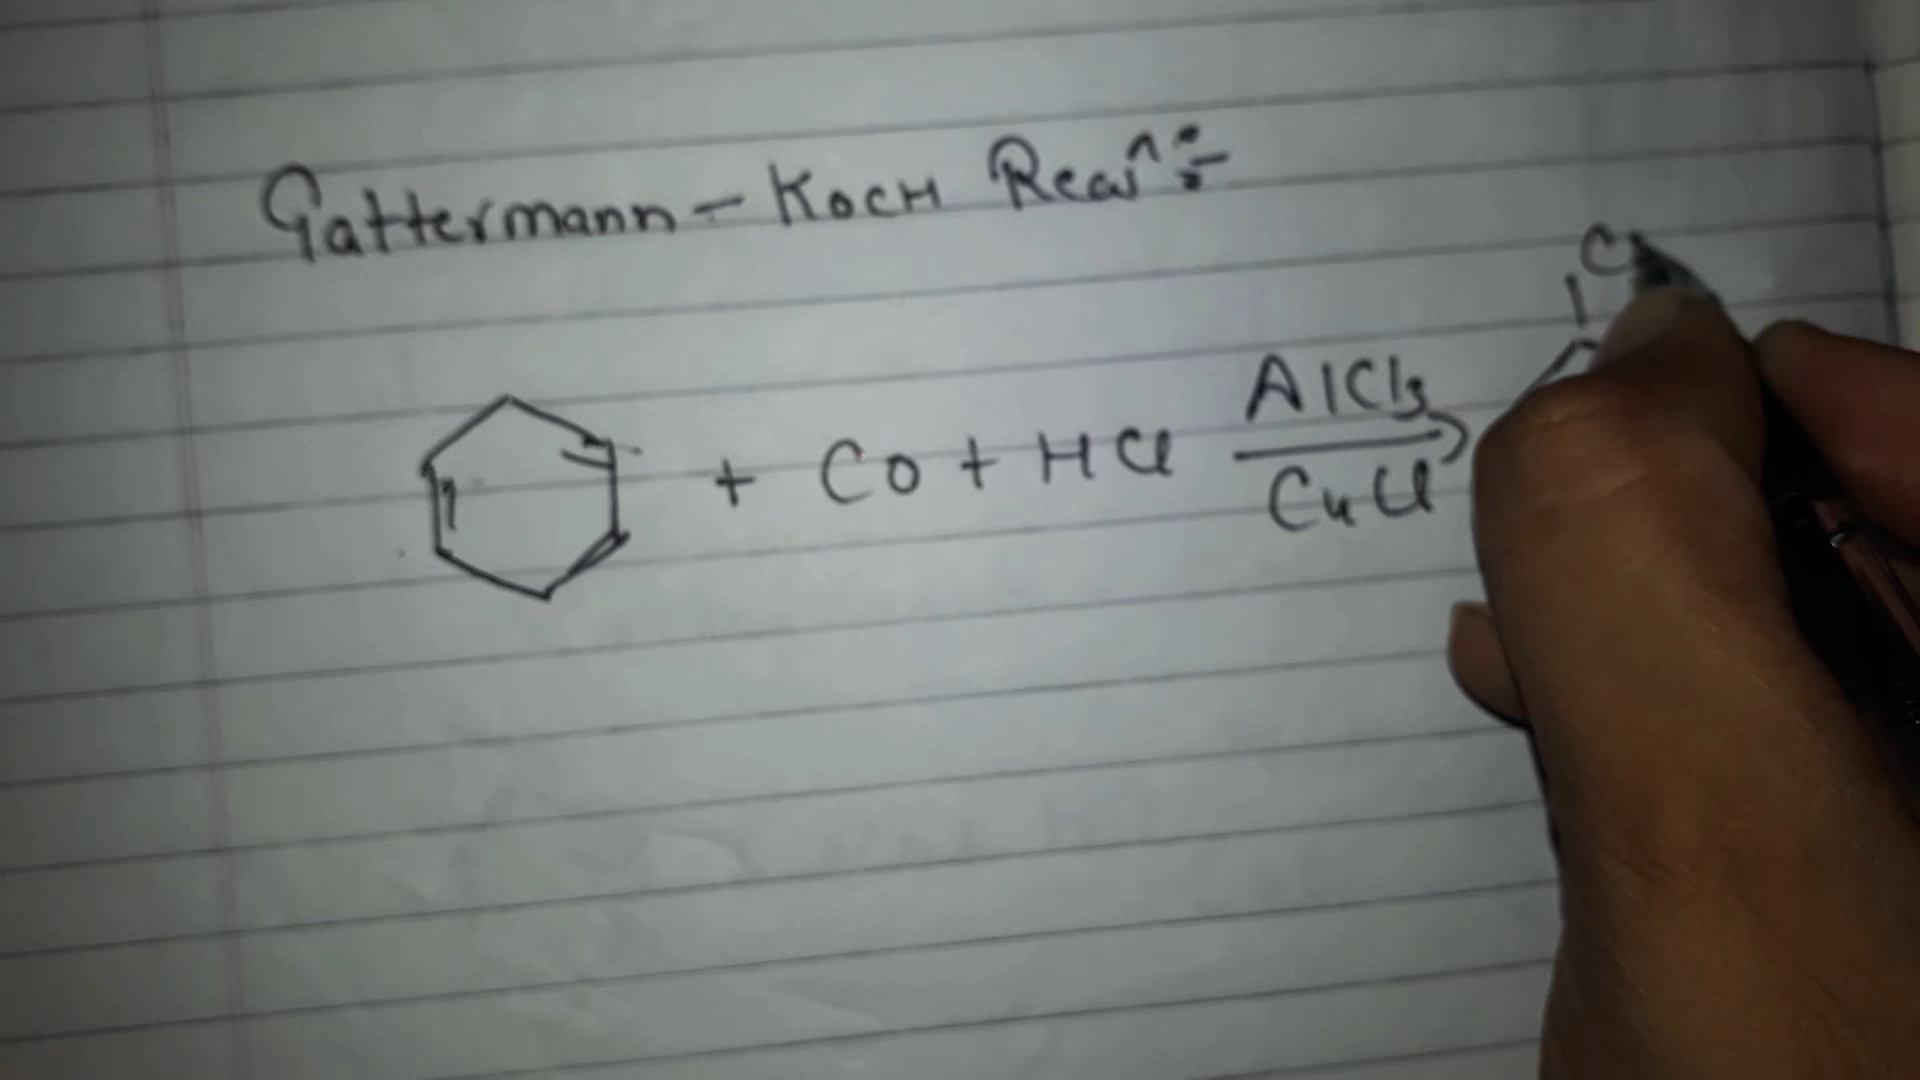 Gattermann - Koch Reaⁿ :-
C
+ CO + HCl AlCl3
CuCl